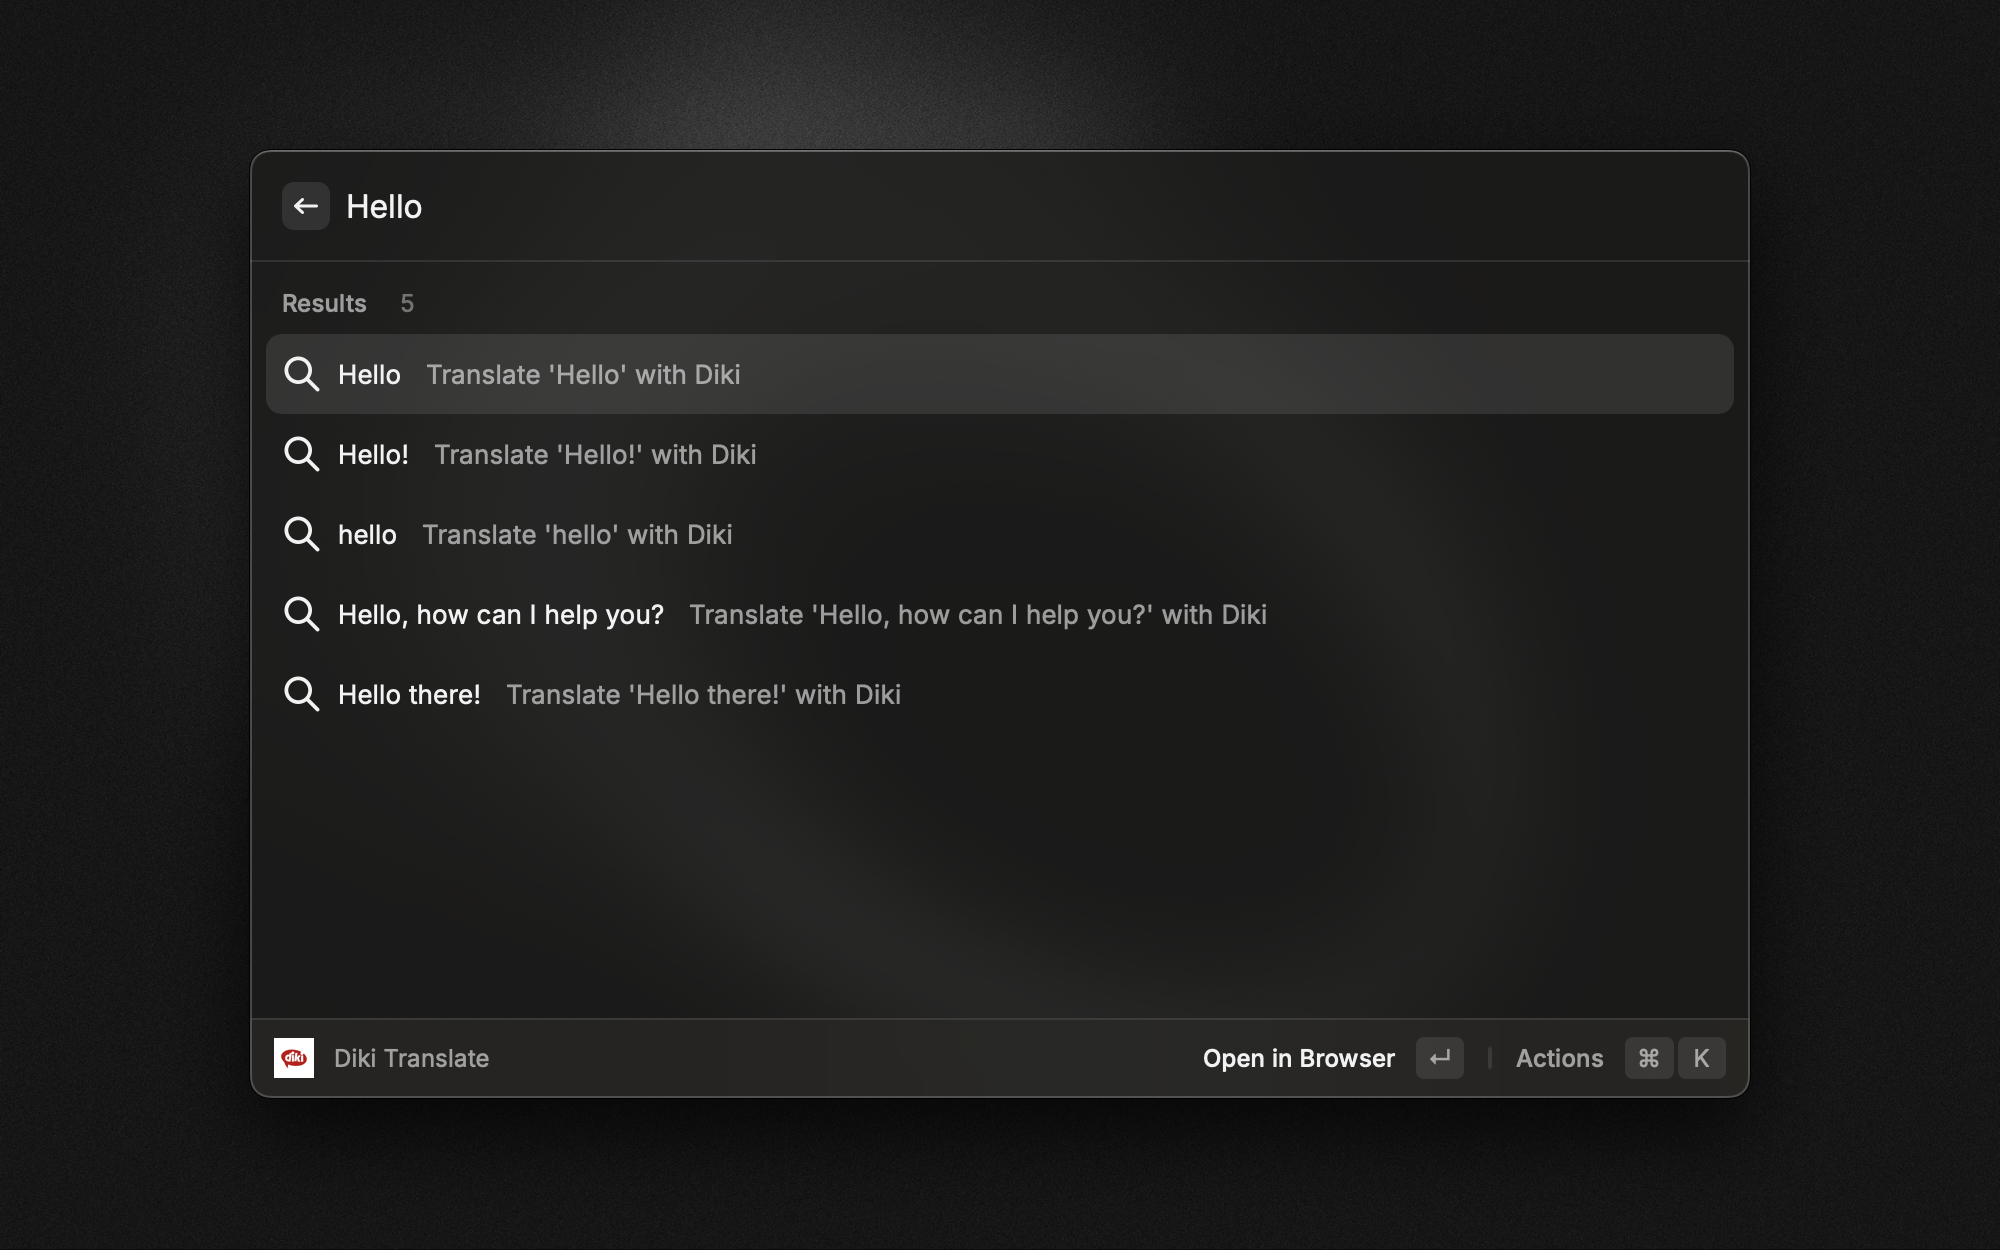 Hello
Results 5
Hello Translate 'Hello' with Diki
Hello! Translate 'Hello!' with Diki
hello Translate 'hello' with Diki
Hello, how can I help you? Translate 'Hello, how can I help you?' with Diki
Hello there! Translate 'Hello there!' with Diki
diki Diki Translate Open in Browser ↵ Actions ⌘ K